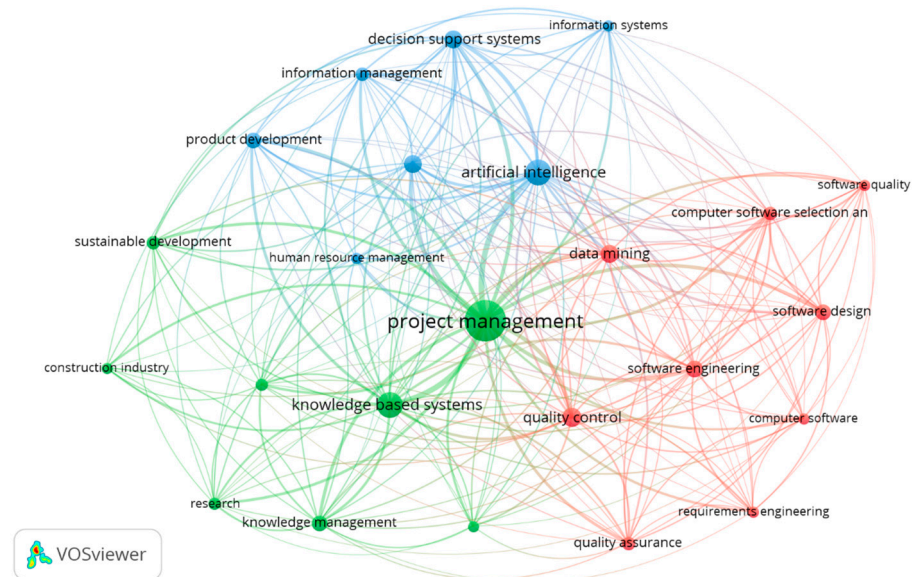 information systems
decision support systems
information management
product development
artificial intelligence
software quality
computer software selection an
sustainable development
data mining
human resource management
software design
project management
construction industry
software engineering
knowledge based systems
quality control
computer software
research
requirements engineering
knowledge management
quality assurance
VOSviewer